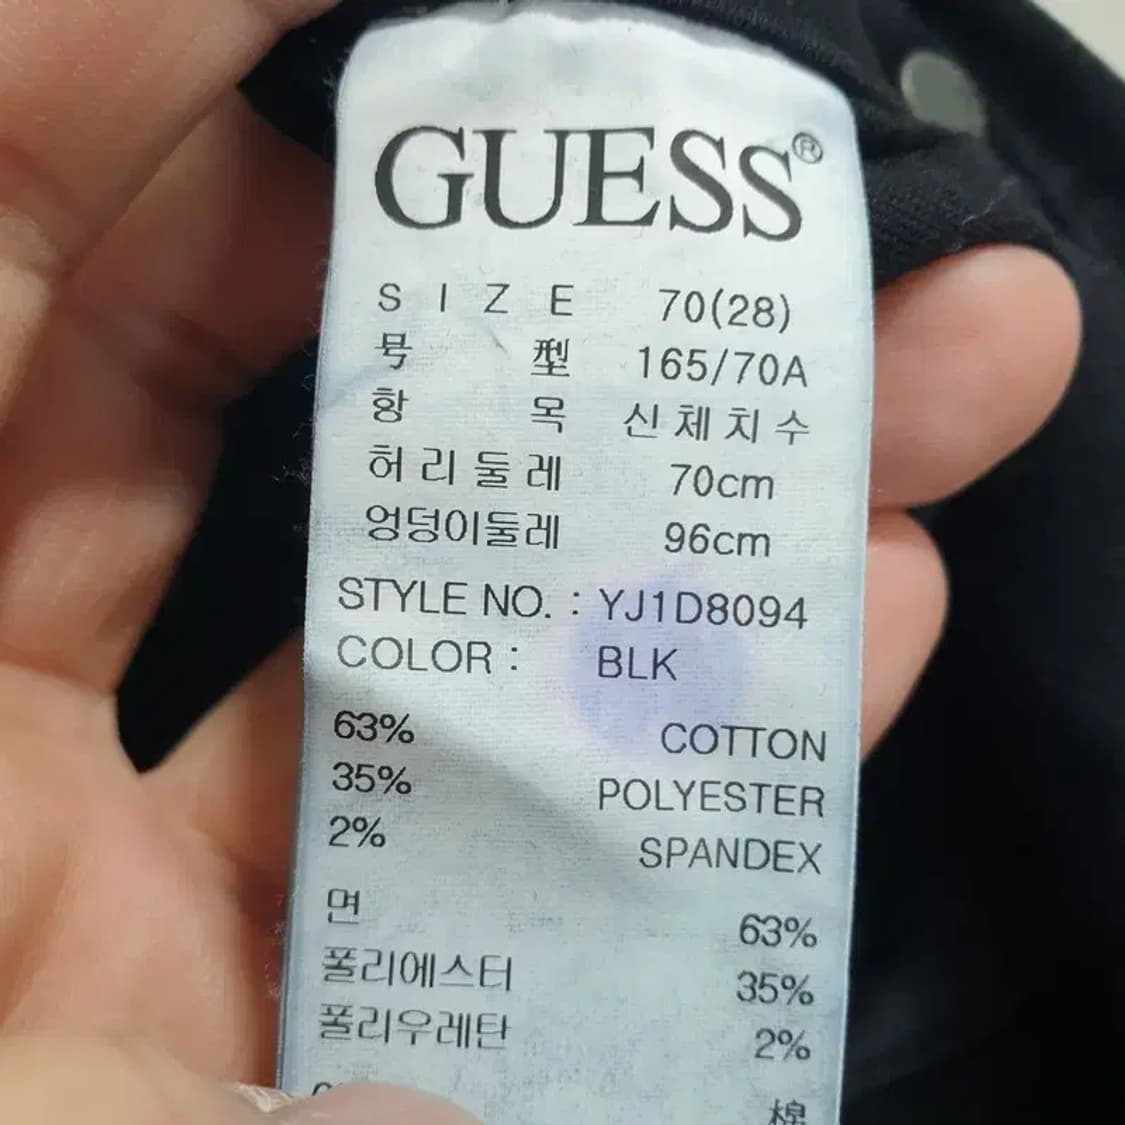 GUESS®
SIZE 70(28)
号型 165/70A
항목 신체치수
허리둘레 70cm
엉덩이둘레 96cm
STYLE NO. : YJ1D8094
COLOR : BLK
63% COTTON
35% POLYESTER
2% SPANDEX
면 63%
폴리에스터 35%
폴리우레탄 2%
棉